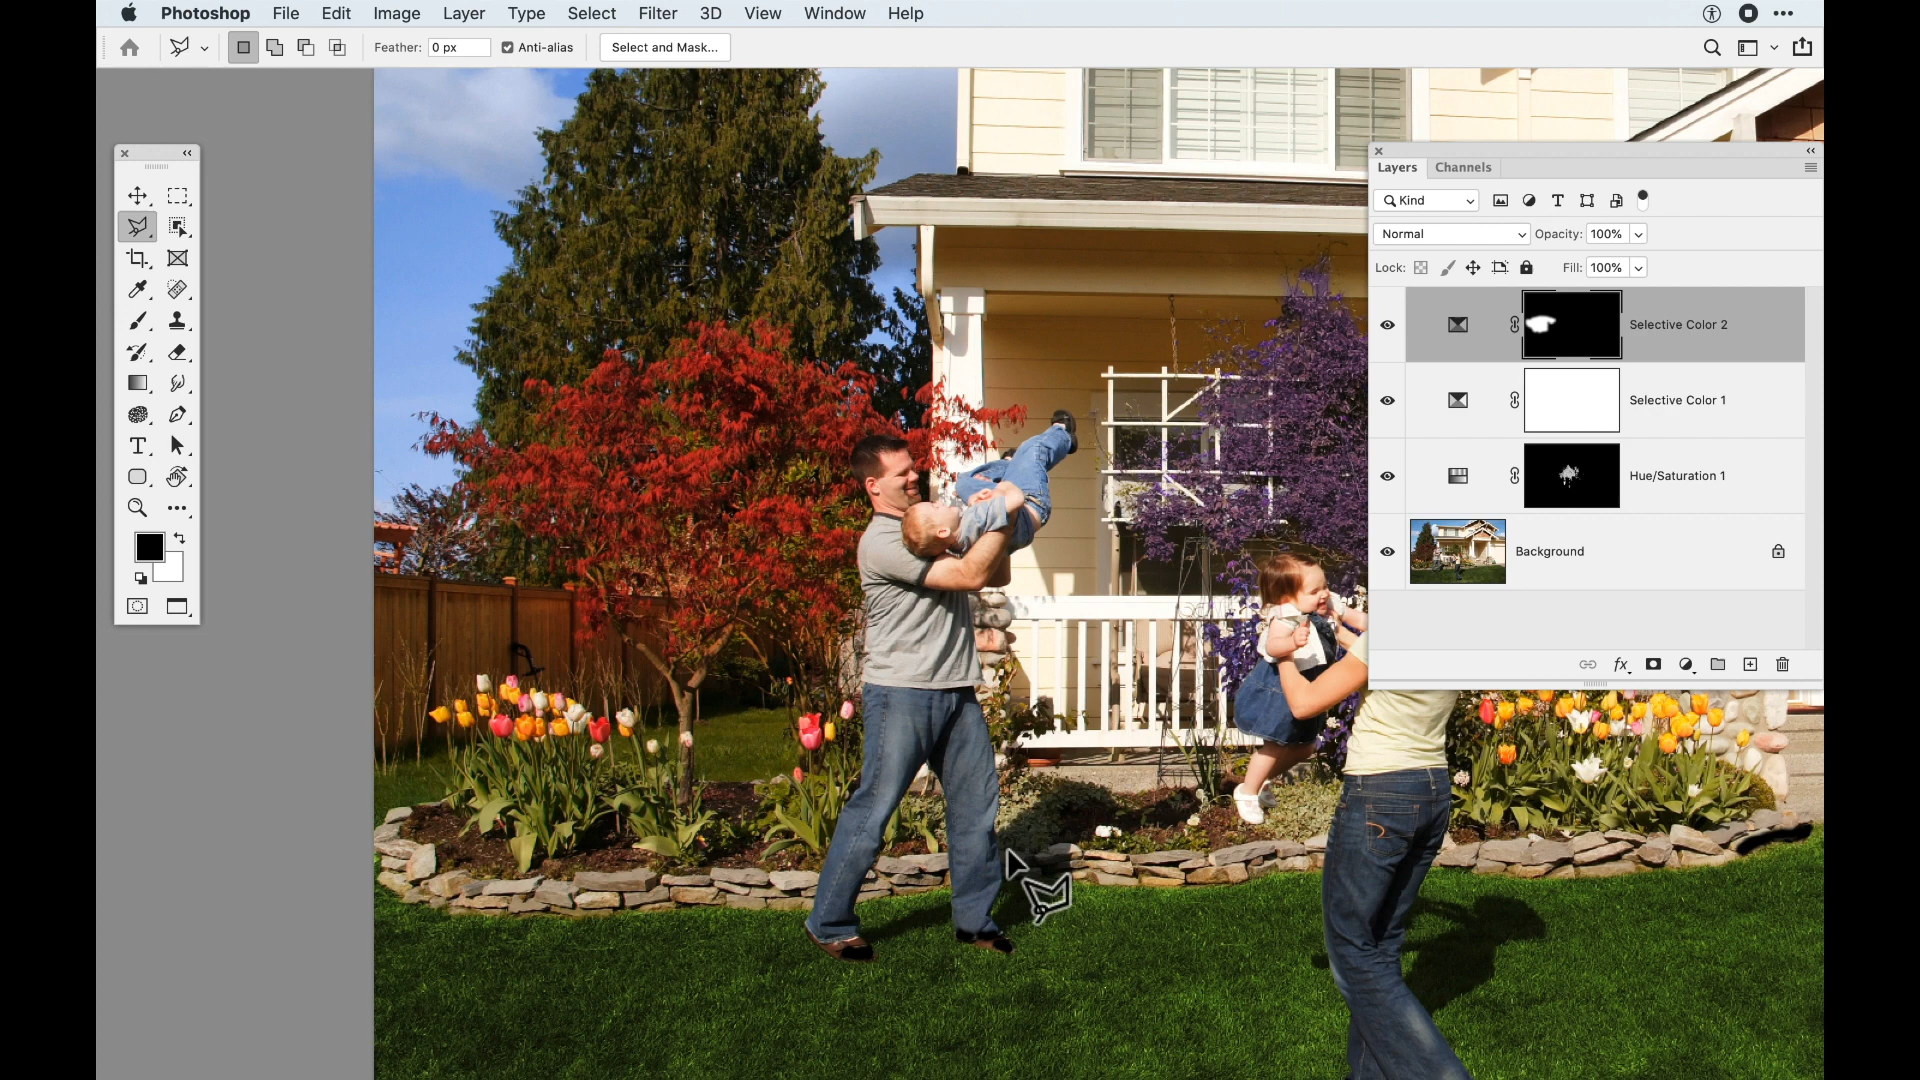 Photoshop File Edit Image Layer Type Select Filter 3D View Window Help
Feather: 0 px Anti-alias Select and Mask...
Layers Channels
Kind
Normal Opacity: 100%
Lock: Fill: 100%
Selective Color 2
Selective Color 1
Hue/Saturation 1
Background